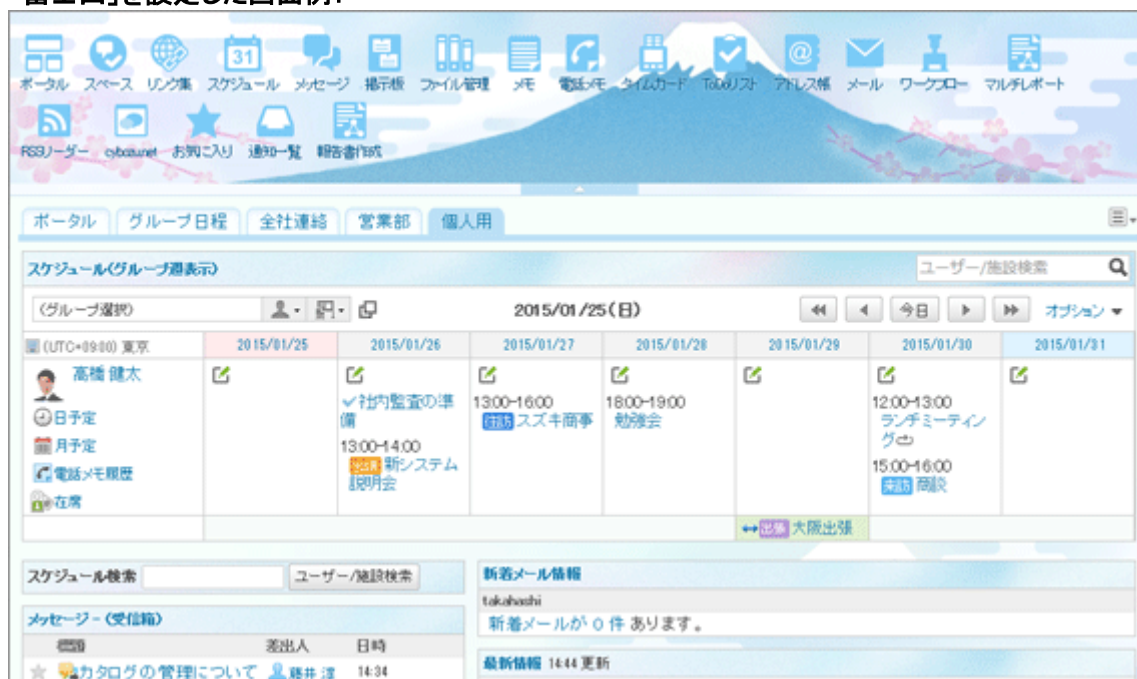 富士山」を設定した画面例:
ポータル スペース リンク集 スケジュール メッセージ 掲示板 ファイル管理 メモ 電話メモ タイムカード ToDoリスト アドレス帳 メール ワークフロー マルチレポート
31
RSSリーダー cybozu.net お気に入り 通知一覧 報告書作成
ポータル グループ日程 全社連絡 営業部 個人用
スケジュール(グループ週表示) ユーザー/施設検索
(グループ選択) 2015/01/25(日) 今日 オプション
(UTC+09:00) 東京 2015/01/25 2015/01/26 2015/01/27 2015/01/28 2015/01/29 2015/01/30 2015/01/31
高橋 健太
日予定
月予定
電話メモ履歴
在席
社内監査の準
備
13:00-14:00
新システム
説明会
13:00-16:00
往訪 スズキ商事
18:00-19:00
勉強会
12:00-13:00
ランチミーティン
グ
15:00-16:00
来訪 商談
出張 大阪出張
スケジュール検索 ユーザー/施設検索
新着メール情報
takahashi
新着メールが 0 件 あります。
メッセージ - (受信箱)
標題 差出人 日時
カタログの管理について 藤井 淳 14:34
最新情報 14:44 更新